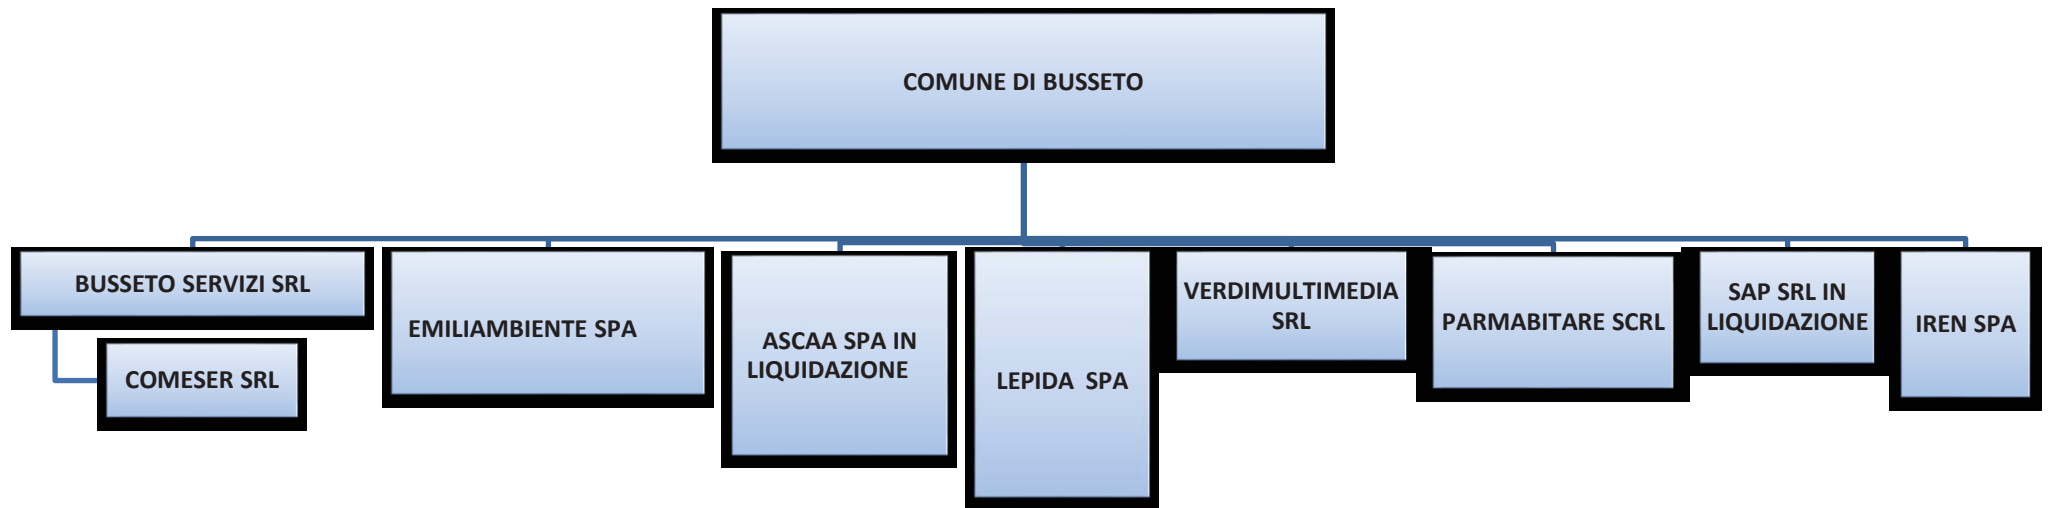 COMUNE DI BUSSETO
BUSSETO SERVIZI SRL
COMESER SRL
EMILIAMBIENTE SPA
ASCAA SPA IN
LIQUIDAZIONE
LEPIDA  SPA
VERDIMULTIMEDIA
SRL
PARMABITARE SCRL
SAP SRL IN
LIQUIDAZIONE
IREN SPA